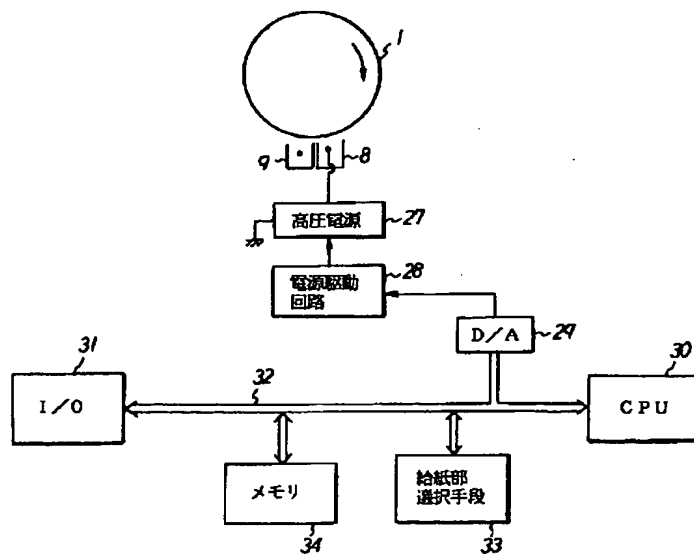 1
9
8
高圧電源
27
電源駆動
回路
28
D/A
29
31
I/O
32
30
CPU
メモリ
34
給紙部
選択手段
33